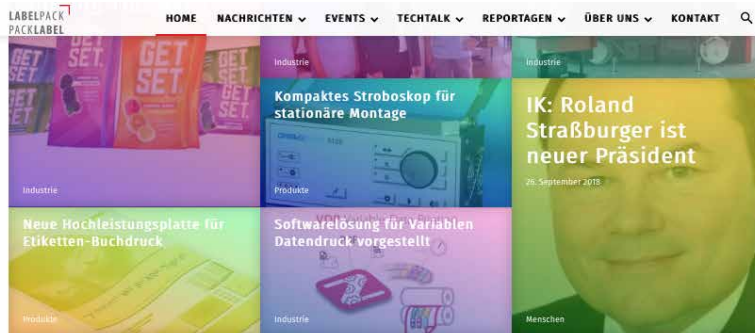 LABELPACK
PACKLABEL
HOME NACHRICHTEN EVENTS TECHTALK REPORTAGEN ÜBER UNS KONTAKT
GET SET.
GET SET.
Industrie
Industrie
Industrie
Kompaktes Stroboskop für
stationäre Montage
Produkte
IK: Roland
Straßburger ist
neuer Präsident
26. September 2018
Menschen
Neue Hochleistungsplatte für
Etiketten-Buchdruck
Produkte
Softwarelösung für Variablen
Datendruck vorgestellt
Industrie